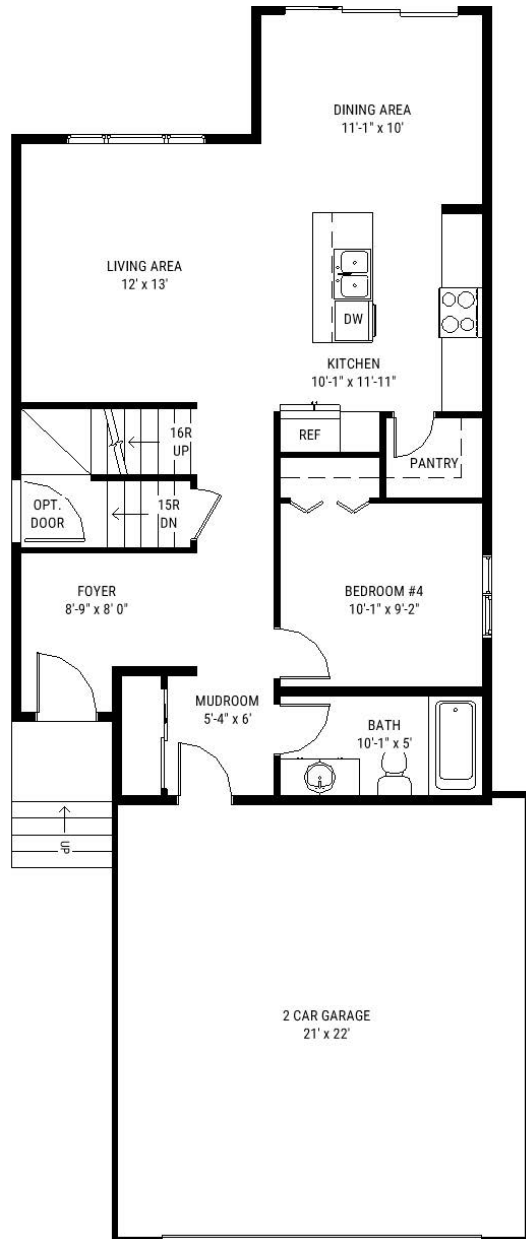 DINING AREA
11'-1" x 10'
LIVING AREA
12' x 13'
DW
KITCHEN
10'-1" x 11'-11"
REF
16R
UP
PANTRY
OPT.
DOOR
15R
DN
FOYER
8'-9" x 8' 0"
BEDROOM #4
10'-1" x 9'-2"
MUDROOM
5'-4" x 6'
BATH
10'-1" x 5'
UP
2 CAR GARAGE
21' x 22'